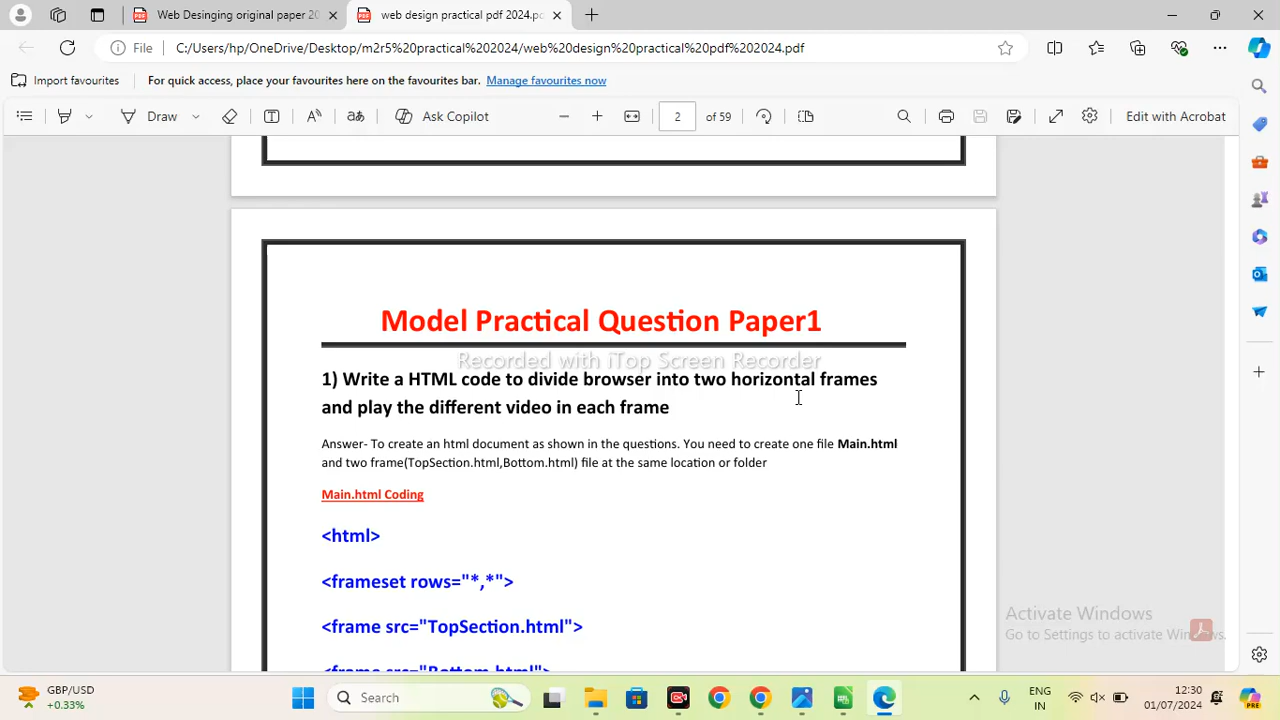 Web Desinging original paper 20
web design practical 2024.pc
File
C:/Users/hp/OneDrive/Desktop/m2r5%20practical%202024/web%20design%20practical%20pdf%202024.pdf
Import favourites
For quick access, place your favourites here on the favourites bar. Manage favourites now
Draw
Ask Copilot
2 of 59
Edit with Acrobat
Model Practical Question Paper1
Recorded with iTop Screen Recorder
1) Write a HTML code to divide browser into two horizontal frames
and play the different video in each frame
Answer- To create an html document as shown in the questions. You need to create one file Main.html
and two frame(TopSection.html,Bottom.html) file at the same location or folder
Main.html Coding
<html>
<frameset rows="*,*">
<frame src="TopSection.html">
<frame src="Bottom.html">
Activate Windows
Go to Settings to activate Windows.
GBP/USD
+0.33%
Search
ENG
IN
12:30
01/07/2024